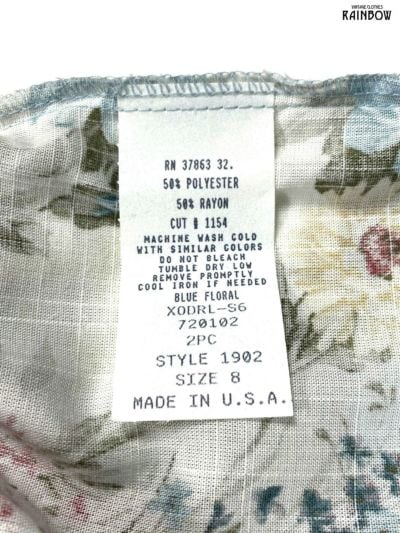 VINTAGE CLOTHES
RAINBOW
RN 37863 32.
50% POLYESTER
50% RAYON
CUT # 1154
MACHINE WASH COLD
WITH SIMILAR COLORS
DO NOT BLEACH
TUMBLE DRY LOW
REMOVE PROMPTLY
COOL IRON IF NEEDED
BLUE FLORAL
XODRL-S6
720102
2PC
STYLE 1902
SIZE 8
MADE IN U.S.A.